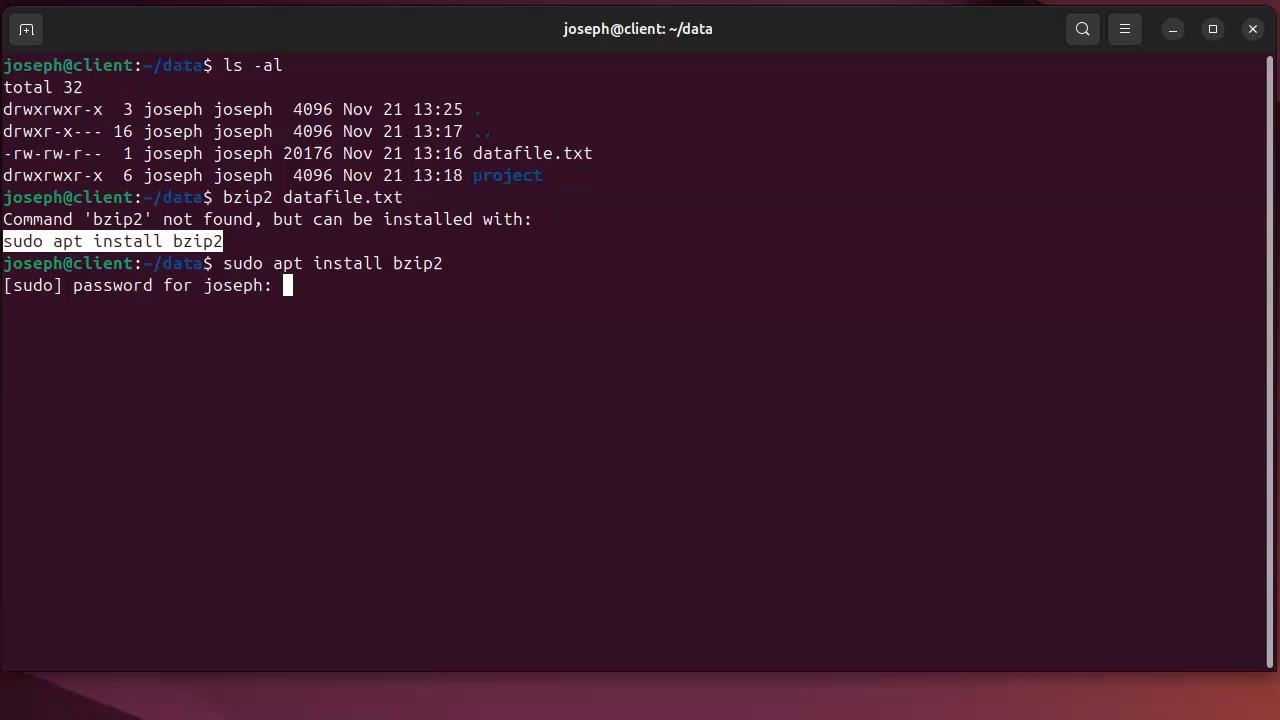 joseph@client: ~/data
joseph@client:~/data$ ls -al
total 32
drwxrwxr-x  3 joseph joseph  4096 Nov 21 13:25 .
drwxr-x--- 16 joseph joseph  4096 Nov 21 13:17 ..
-rw-rw-r--  1 joseph joseph 20176 Nov 21 13:16 datafile.txt
drwxrwxr-x  6 joseph joseph  4096 Nov 21 13:18 project
joseph@client:~/data$ bzip2 datafile.txt
Command 'bzip2' not found, but can be installed with:
sudo apt install bzip2
joseph@client:~/data$ sudo apt install bzip2
[sudo] password for joseph: